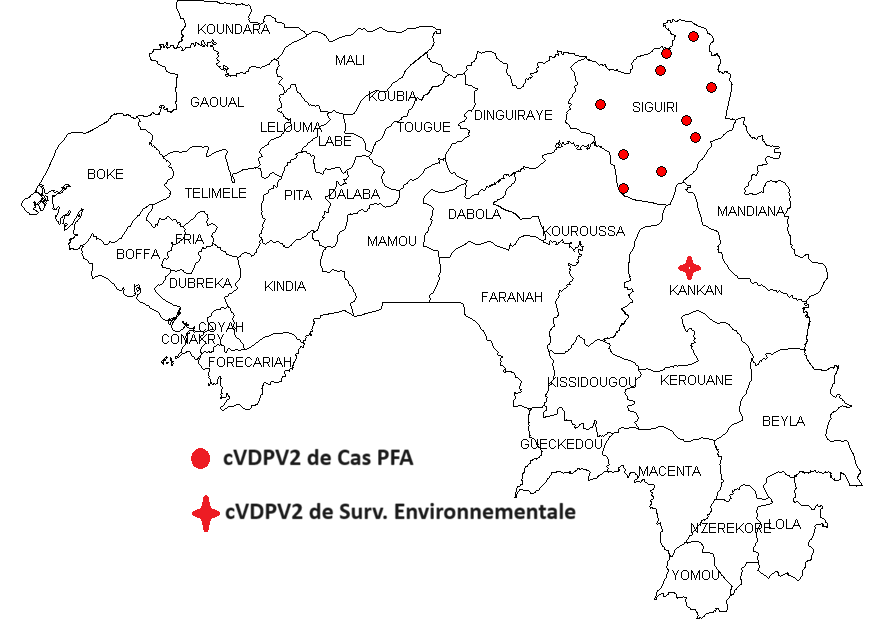 KOUNDARA
MALI
KOUBIA
GAOUAL
LELOUMA
LABE
TOUGUE
DINGUIRAYE
SIGUIRI
BOKE
TELIMELE
PITA
DALABA
DABOLA
MANDIANA
KOUROUSSA
FRIA
MAMOU
BOFFA
DUBREKA
KINDIA
FARANAH
KANKAN
COYAH
CONAKRY
FORECARIAH
KISSIDOUGOU
KEROUANE
BEYLA
GUECKEDOU
MACENTA
NZEREKORE
LOLA
YOMOU
cVDPV2 de Cas PFA
cVDPV2 de Surv. Environnementale